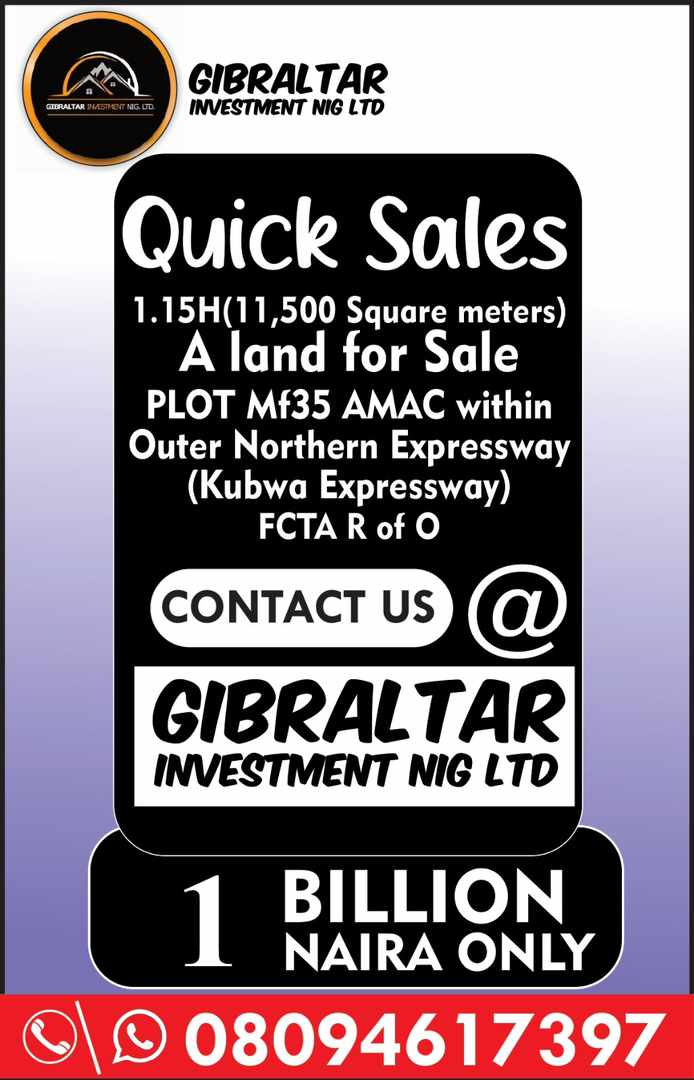 GIBRALTAR INVESTMENT NIG. LTD.
GIBRALTAR
INVESTMENT NIG LTD
Quick Sales
1.15H(11,500 Square meters)
A land for Sale
PLOT Mf35 AMAC within
Outer Northern Expressway
(Kubwa Expressway)
FCTA R of O
CONTACT US @
GIBRALTAR
INVESTMENT NIG LTD
1 BILLION
NAIRA ONLY
08094617397